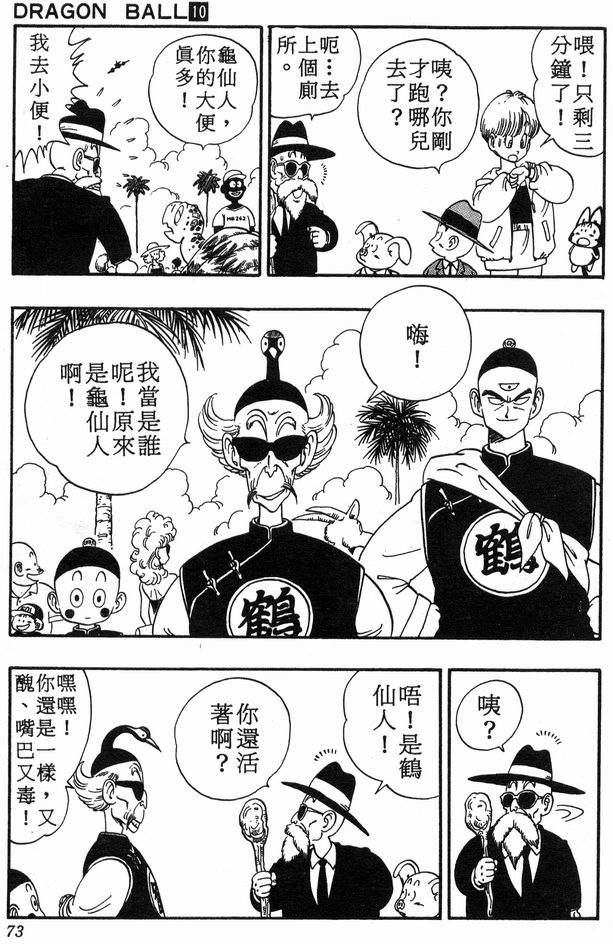 DRAGON BALL 10
喂！只剩三
分鐘了！
咦？你剛
才跑哪兒
去了？
呃…去
上個廁
所。
龜仙人，
你的大便
眞多！
我去小便！
MB262
嗨！
我當是誰
呢！原來
是龜仙人
啊！
鶴
鶴
咦？
唔！是鶴
仙人！
你還活
著啊？
嘿嘿！
你還是一樣，又
醜、嘴巴又毒！
73